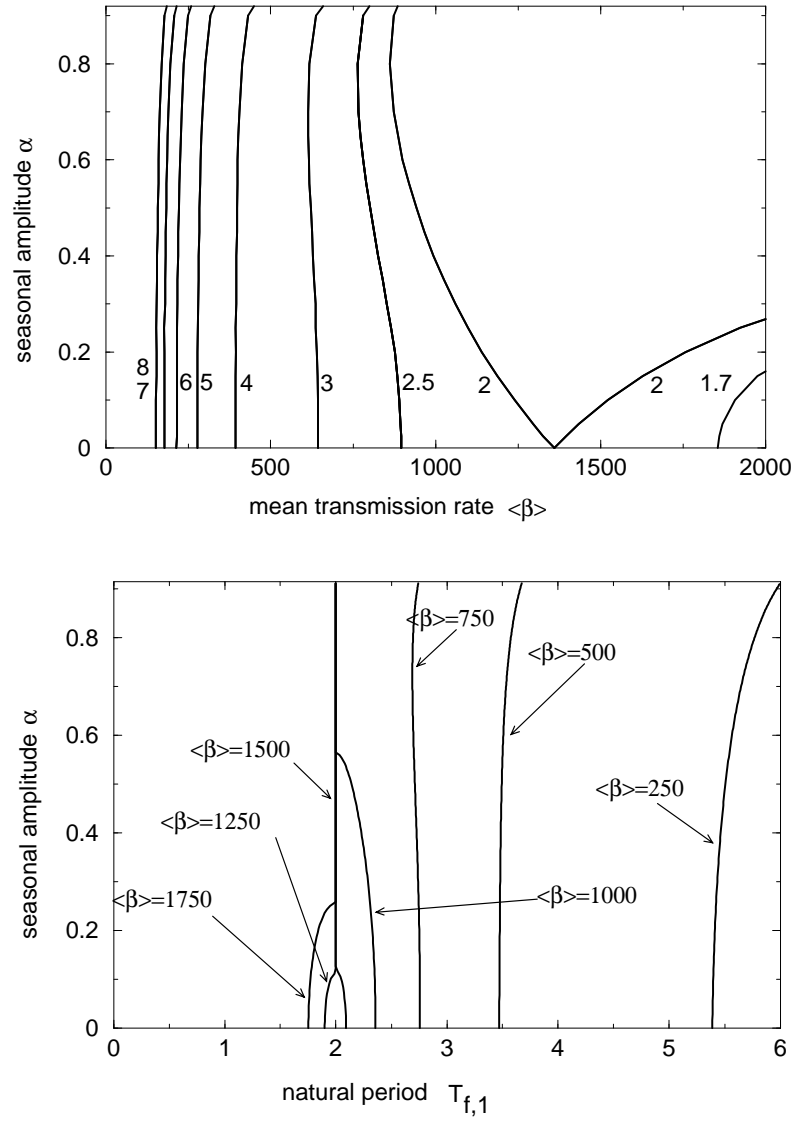 seasonal amplitude α
0.8
0.6
0.4
0.2
0
8
7
6
5
4
3
2.5
2
2
1.7
0
500
1000
1500
2000
mean transmission rate <β>
seasonal amplitude α
0.8
0.6
0.4
0.2
0
<β>=750
<β>=500
<β>=1500
<β>=250
<β>=1250
<β>=1750
<β>=1000
0
1
2
3
4
5
6
natural period T_{f,1}